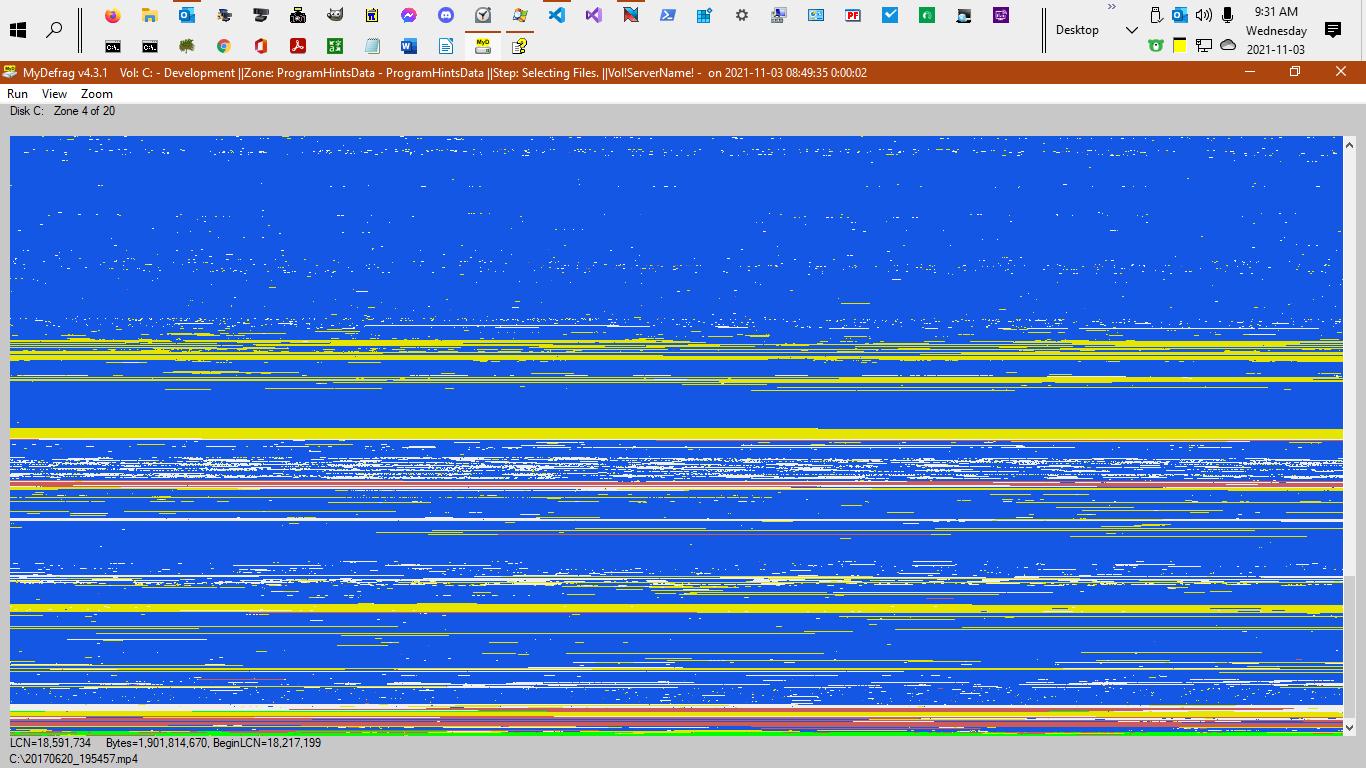 9:31 AM
Desktop
Wednesday
2021-11-03
MyDefrag v4.3.1 Vol: C: - Development ||Zone: ProgramHintsData - ProgramHintsData ||Step: Selecting Files. ||Vol!ServerName! - on 2021-11-03 08:49:35 0:00:02
Run View Zoom
Disk C: Zone 4 of 20
LCN=18,591,734 Bytes=1,901,814,670, BeginLCN=18,217,199
C:\20170620_195457.mp4